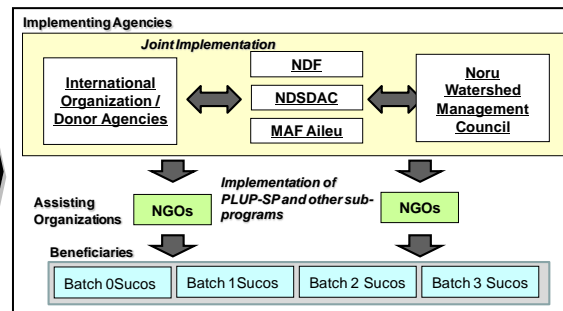 Implementing Agencies
Joint Implementation
International
Organization /
Donor Agencies
NDF
NDSDAC
MAF Aileu
Noru
Watershed
Management
Council
Assisting
Organizations
NGOs
Implementation of
PLUP-SP and other sub-
programs
NGOs
Beneficiaries
Batch 0Sucos
Batch 1Sucos
Batch 2 Sucos
Batch 3 Sucos